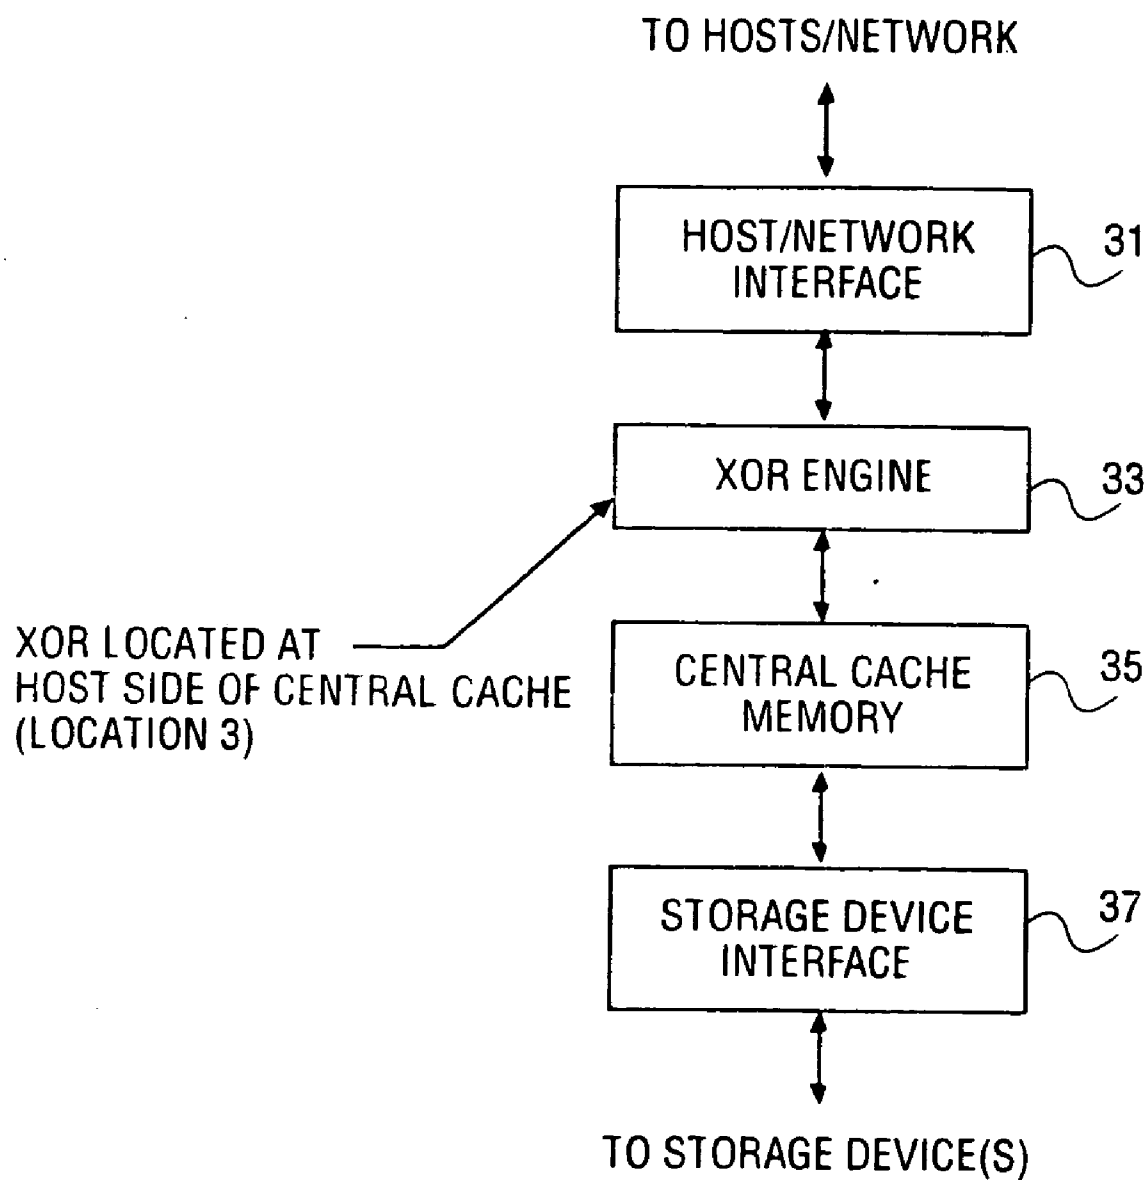 TO HOSTS/NETWORK
HOST/NETWORK
INTERFACE
31
XOR ENGINE
33
XOR LOCATED AT
HOST SIDE OF CENTRAL CACHE
(LOCATION 3)
CENTRAL CACHE
MEMORY
35
STORAGE DEVICE
INTERFACE
37
TO STORAGE DEVICE(S)